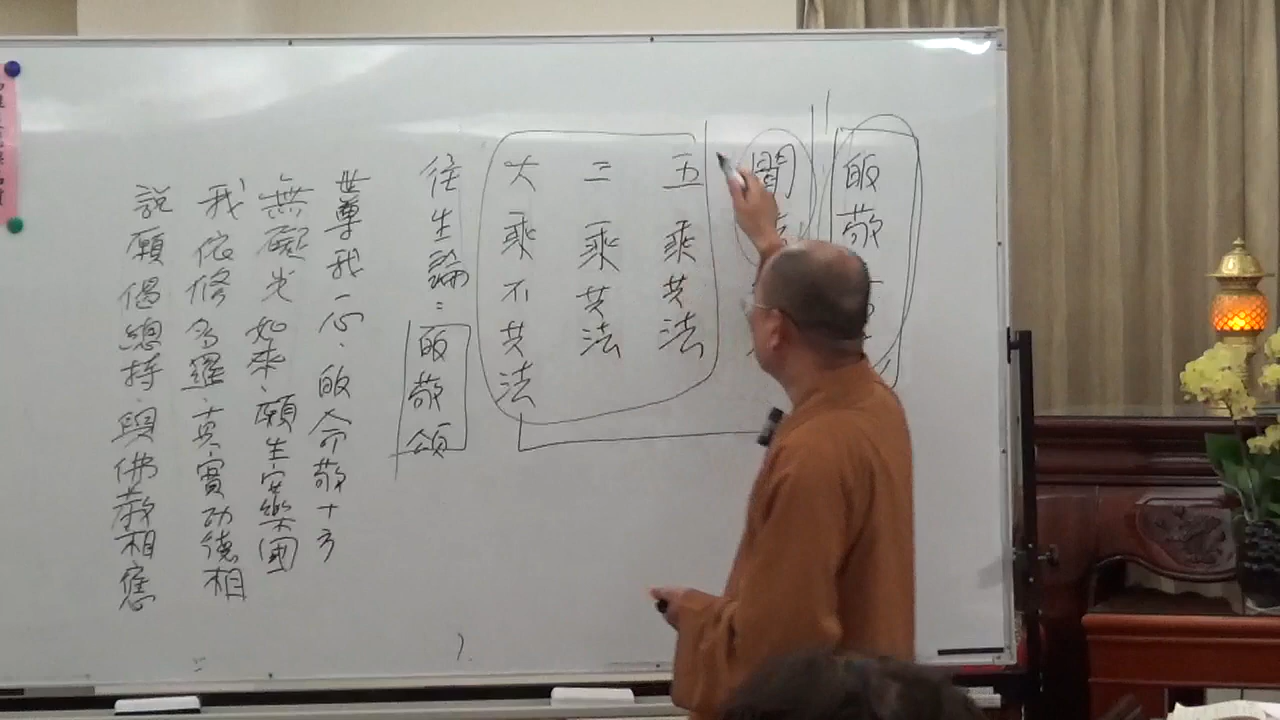 皈敬
聞
五乘共法
二乘共法
大乘不共法
往生論:皈敬頌
世尊我一心、皈命敬十方
無礙光如來、願生安樂國
我依修多羅真實功德相
說願偈總持與佛教相應